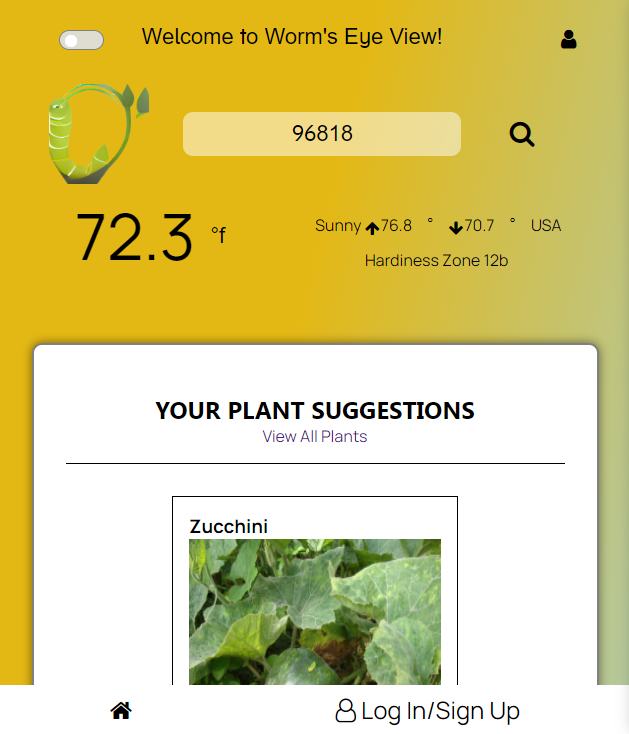 Welcome to Worm's Eye View!
96818
72.3 °f
Sunny 76.8 ° 70.7 ° USA
Hardiness Zone 12b
YOUR PLANT SUGGESTIONS
View All Plants
Zucchini
Log In/Sign Up